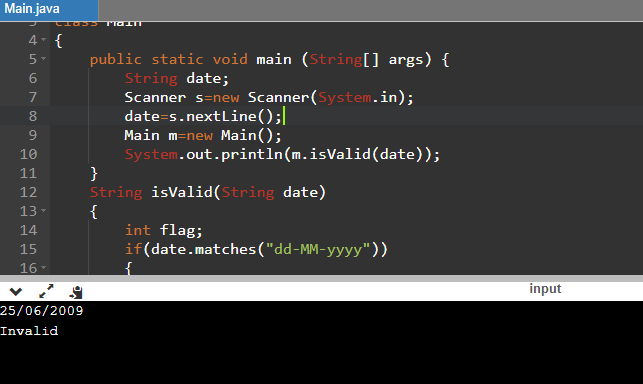 Main.java
3 class Main
4 {
5 public static void main (String[] args) {
6 String date;
7 Scanner s=new Scanner(System.in);
8 date=s.nextLine();
9 Main m=new Main();
10 System.out.println(m.isValid(date));
11 }
12 String isValid(String date)
13 {
14 int flag;
15 if(date.matches("dd-MM-yyyy"))
16 {
input
25/06/2009
Invalid